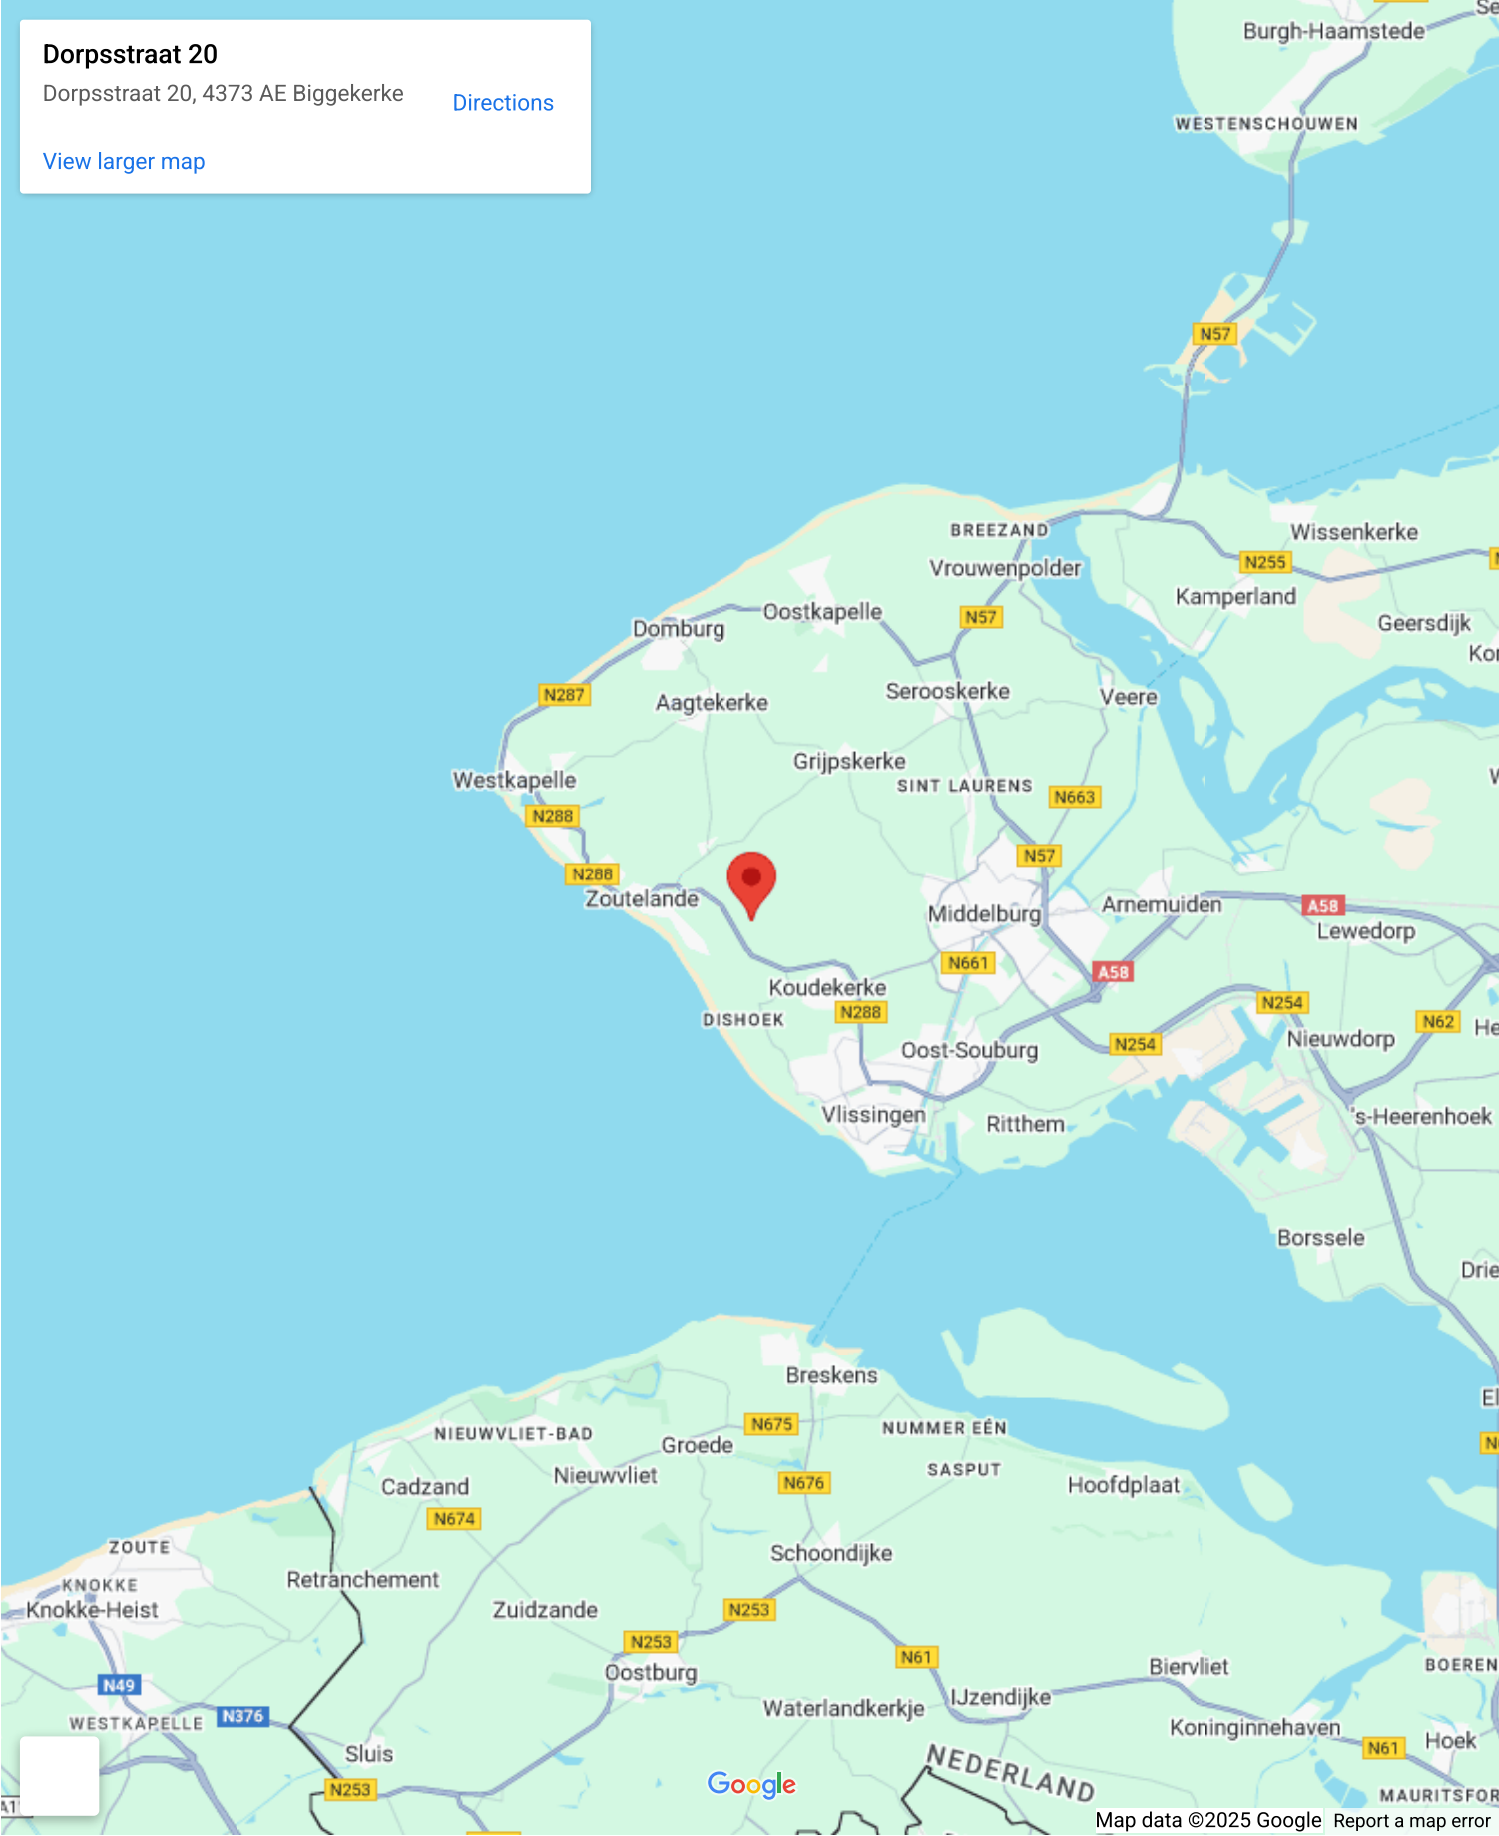 Dorpsstraat 20
Dorpsstraat 20, 4373 AE Biggekerke
Directions
View larger map
Burgh-Haamstede
WESTENSCHOUWEN
N57
BREEZAND
Wissenkerke
N255
Vrouwenpolder
Kamperland
Oostkapelle
N57
Geersdijk
Domburg
N287
Serooskerke
Veere
Aagtekerke
Grijpskerke
Westkapelle
SINT LAURENS
N663
N288
N57
N288
Zoutelande
Middelburg
Arnemuiden
A58
Lewedorp
N661
A58
Koudekerke
N254
N288
DISHOEK
N62
Nieuwdorp
N254
Oost-Souburg
Vlissingen
's-Heerenhoek
Ritthem
Borssele
Breskens
N675
NUMMER EÉN
NIEUWVLIET-BAD
Groede
SASPUT
Nieuwvliet
Cadzand
N676
Hoofdplaat
N674
ZOUTE
Schoondijke
Retranchement
KNOKKE
Knokke-Heist
Zuidzande
N253
N253
N61
Biervliet
BOEREN
Oostburg
N49
IJzendijke
Waterlandkerkje
N376
WESTKAPELLE
Koninginnehaven
Hoek
N61
Sluis
NEDERLAND
Google
N253
MAURITSFOR
Map data ©2025 Google
Report a map error